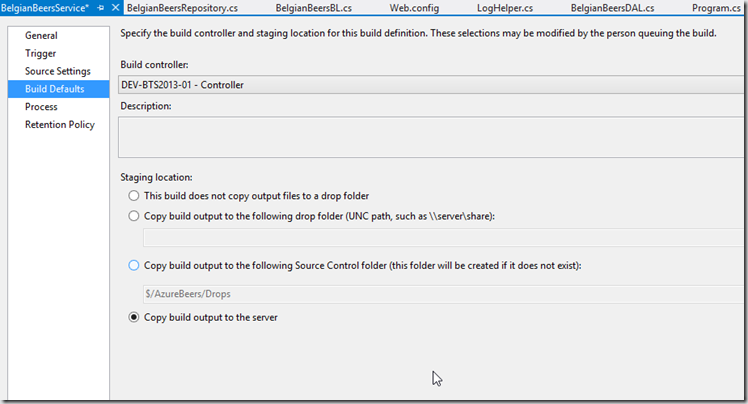 BelgianBeersService* BelgianBeersRepository.cs BelgianBeersBL.cs Web.config LogHelper.cs BelgianBeersDAL.cs Program.cs
General
Trigger
Source Settings
Build Defaults
Process
Retention Policy
Specify the build controller and staging location for this build definition. These selections may be modified by the person queuing the build.
Build controller:
DEV-BTS2013-01 - Controller
Description:
Staging location:
This build does not copy output files to a drop folder
Copy build output to the following drop folder (UNC path, such as \\server\share):
Copy build output to the following Source Control folder (this folder will be created if it does not exist):
$/AzureBeers/Drops
Copy build output to the server